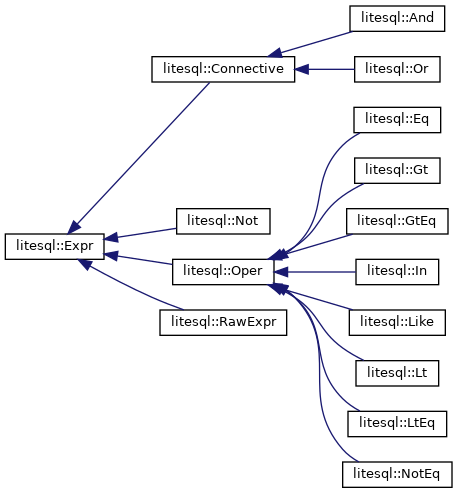 litesql::And
litesql::Connective
litesql::Or
litesql::Eq
litesql::Gt
litesql::Not
litesql::GtEq
litesql::Expr
litesql::Oper
litesql::In
litesql::RawExpr
litesql::Like
litesql::Lt
litesql::LtEq
litesql::NotEq